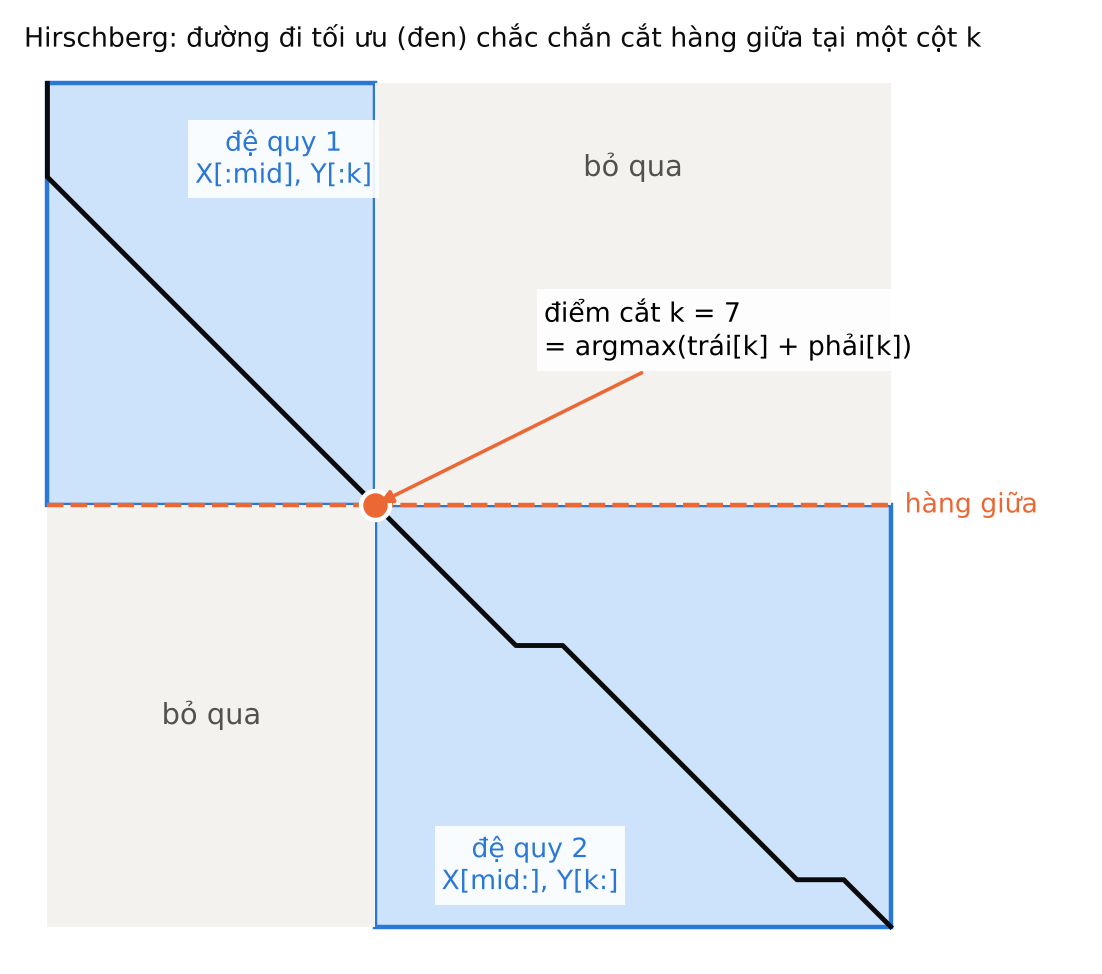 Hirschberg: đường đi tối ưu (đen) chắc chắn cắt hàng giữa tại một cột k
đệ quy 1
X[:mid], Y[:k]
bỏ qua
điểm cắt k = 7
= argmax(trái[k] + phải[k])
hàng giữa
bỏ qua
đệ quy 2
X[mid:], Y[k:]